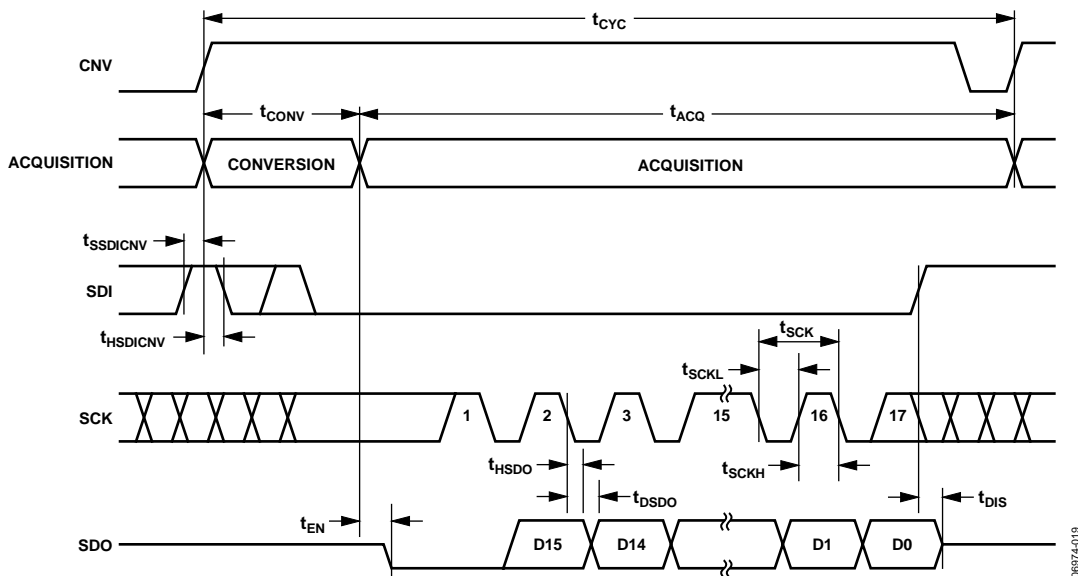 tCYC
CNV
tCONV
tACQ
ACQUISITION
CONVERSION
ACQUISITION
tSSDICNV
SDI
tHSDICNV
tSCK
tSCKL
SCK
1
2
3
15
16
17
tHSDO
tSCKH
tDSDO
tEN
tDIS
SDO
D15
D14
D1
D0
06974-019